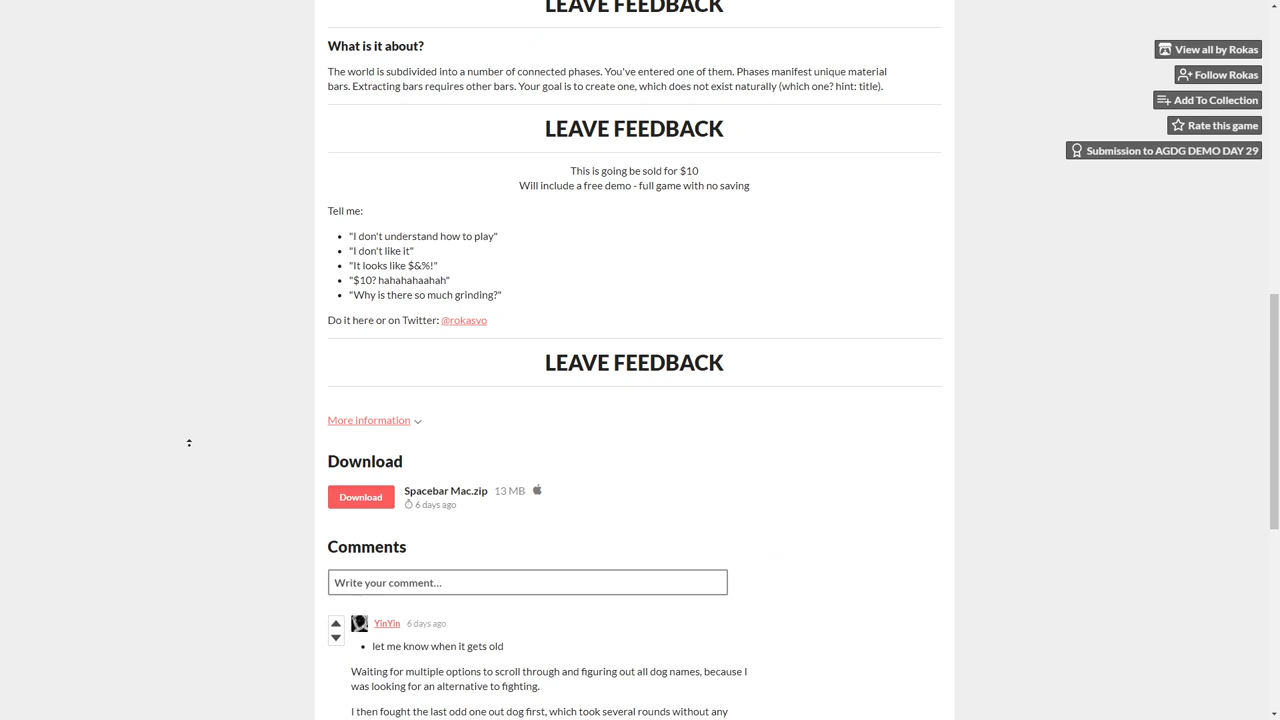 LEAVE FEEDBACK
What is it about?
The world is subdivided into a number of connected phases. You've entered one of them. Phases manifest unique material
bars. Extracting bars requires other bars. Your goal is to create one, which does not exist naturally (which one? hint: title).
LEAVE FEEDBACK
This is going be sold for $10
Will include a free demo - full game with no saving
Tell me:
"I don't understand how to play"
"I don't like it"
"It looks like $&%!"
"$10? hahahahaahah"
"Why is there so much grinding?"
Do it here or on Twitter: @rokasvo
LEAVE FEEDBACK
More information
Download
Download
Spacebar Mac.zip 13 MB
6 days ago
Comments
Write your comment...
YinYin 6 days ago
let me know when it gets old
Waiting for multiple options to scroll through and figuring out all dog names, because I
was looking for an alternative to fighting.
I then fought the last odd one out dog first, which took several rounds without any
View all by Rokas
Follow Rokas
Add To Collection
Rate this game
Submission to AGDG DEMO DAY 29